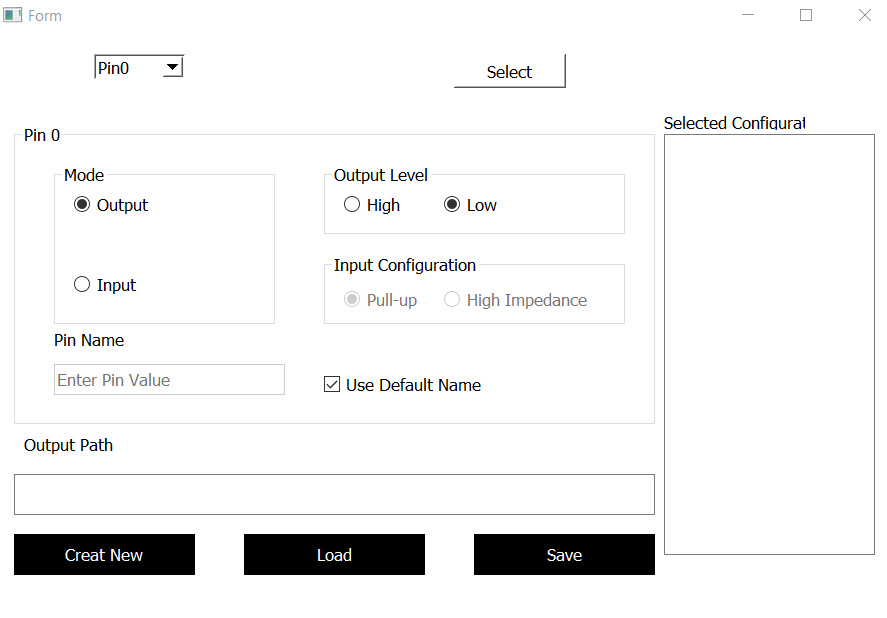 Form
Pin0
Select
Selected Configurat
Pin 0
Mode
Output
Input
Output Level
High Low
Input Configuration
Pull-up High Impedance
Pin Name
Enter Pin Value
Use Default Name
Output Path
Creat New
Load
Save